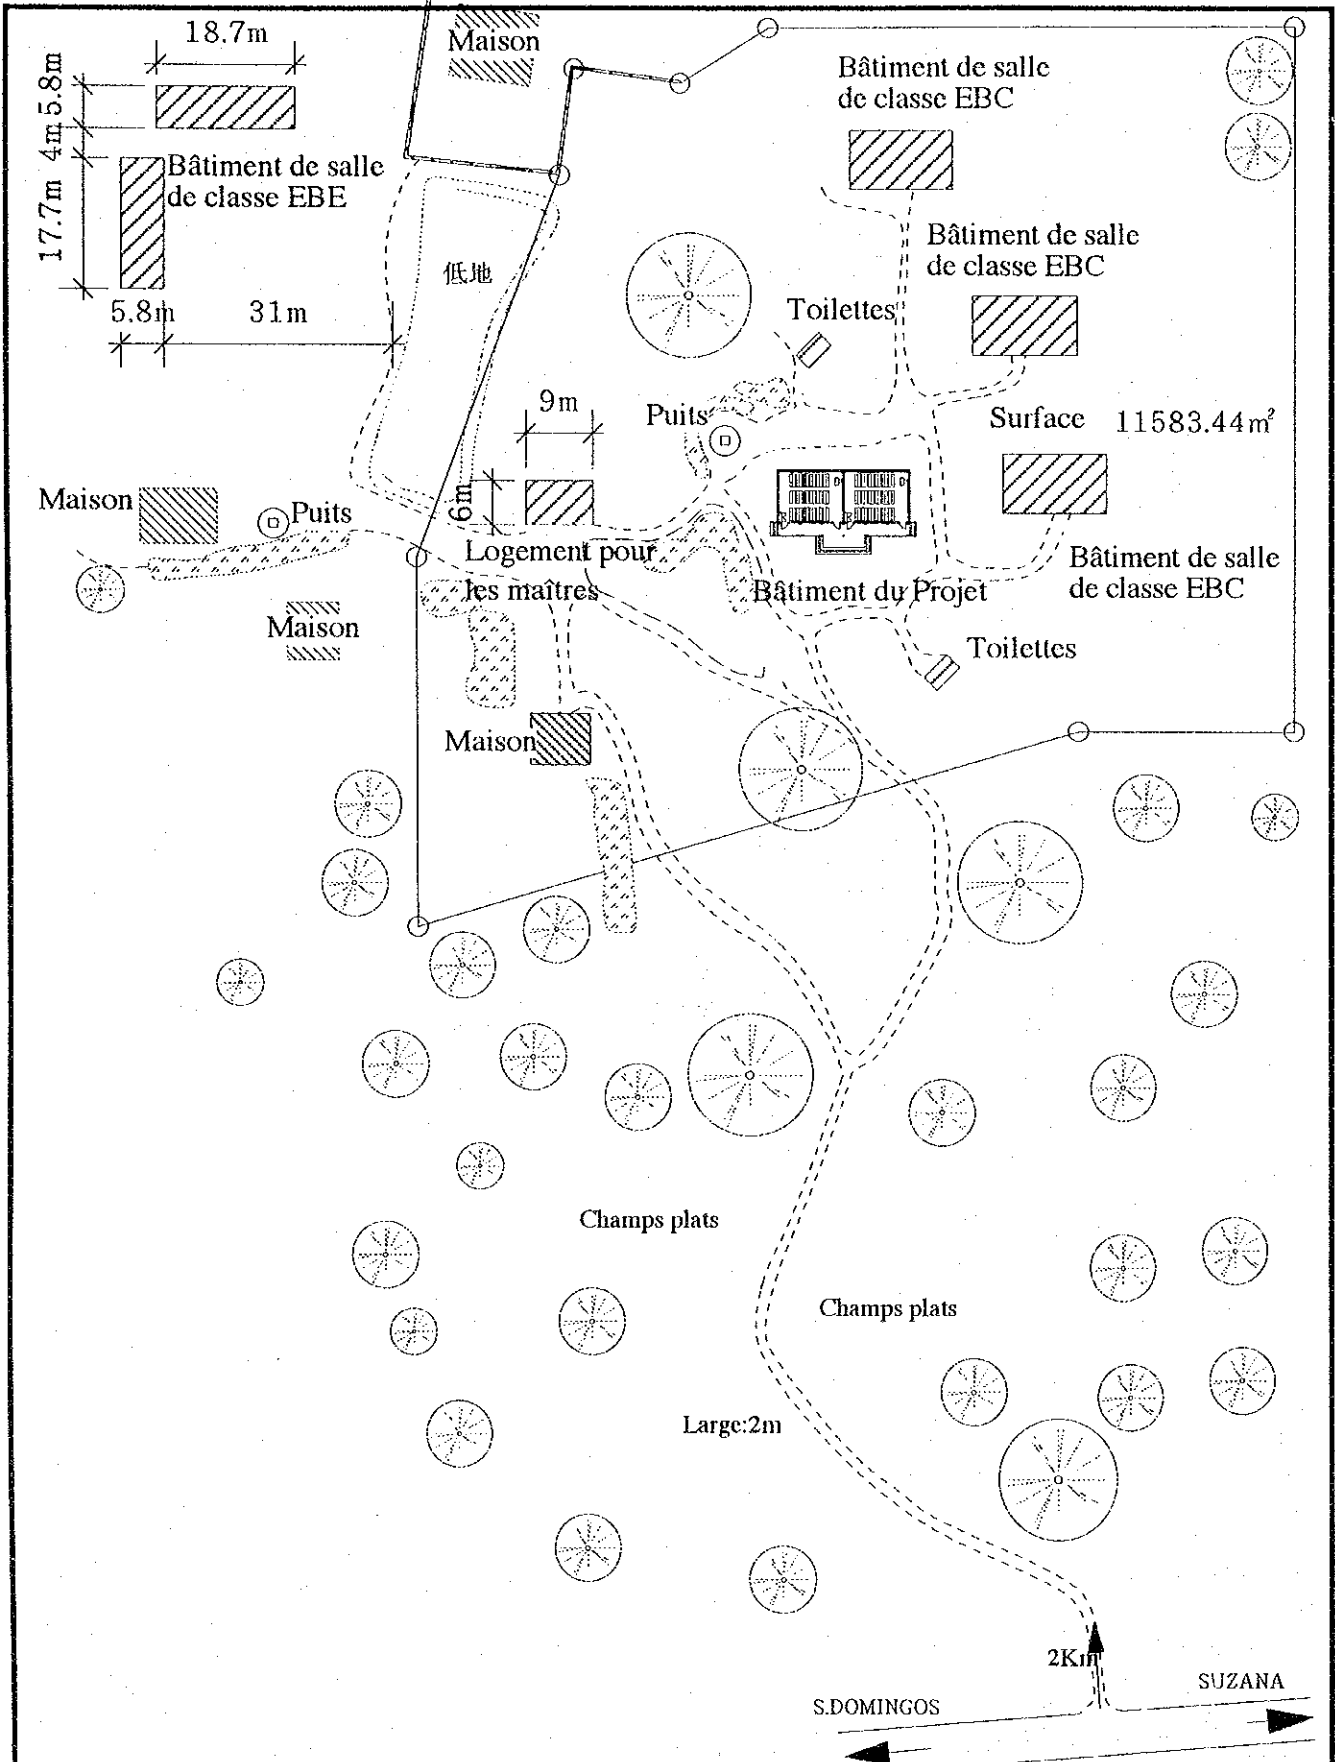 18.7m
Maison
5.8m
4m
17.7m
Bâtiment de salle
de classe EBE
5.8m
31m
低地
Bâtiment de salle
de classe EBC
Bâtiment de salle
de classe EBC
Toilettes
9m
6m
Puits
Surface 11583.44㎡
Maison
Puits
Logement pour
les maîtres
Bâtiment du Projet
Bâtiment de salle
de classe EBC
Maison
Toilettes
Maison
Champs plats
Champs plats
Large:2m
2Km
SUZANA
S.DOMINGOS